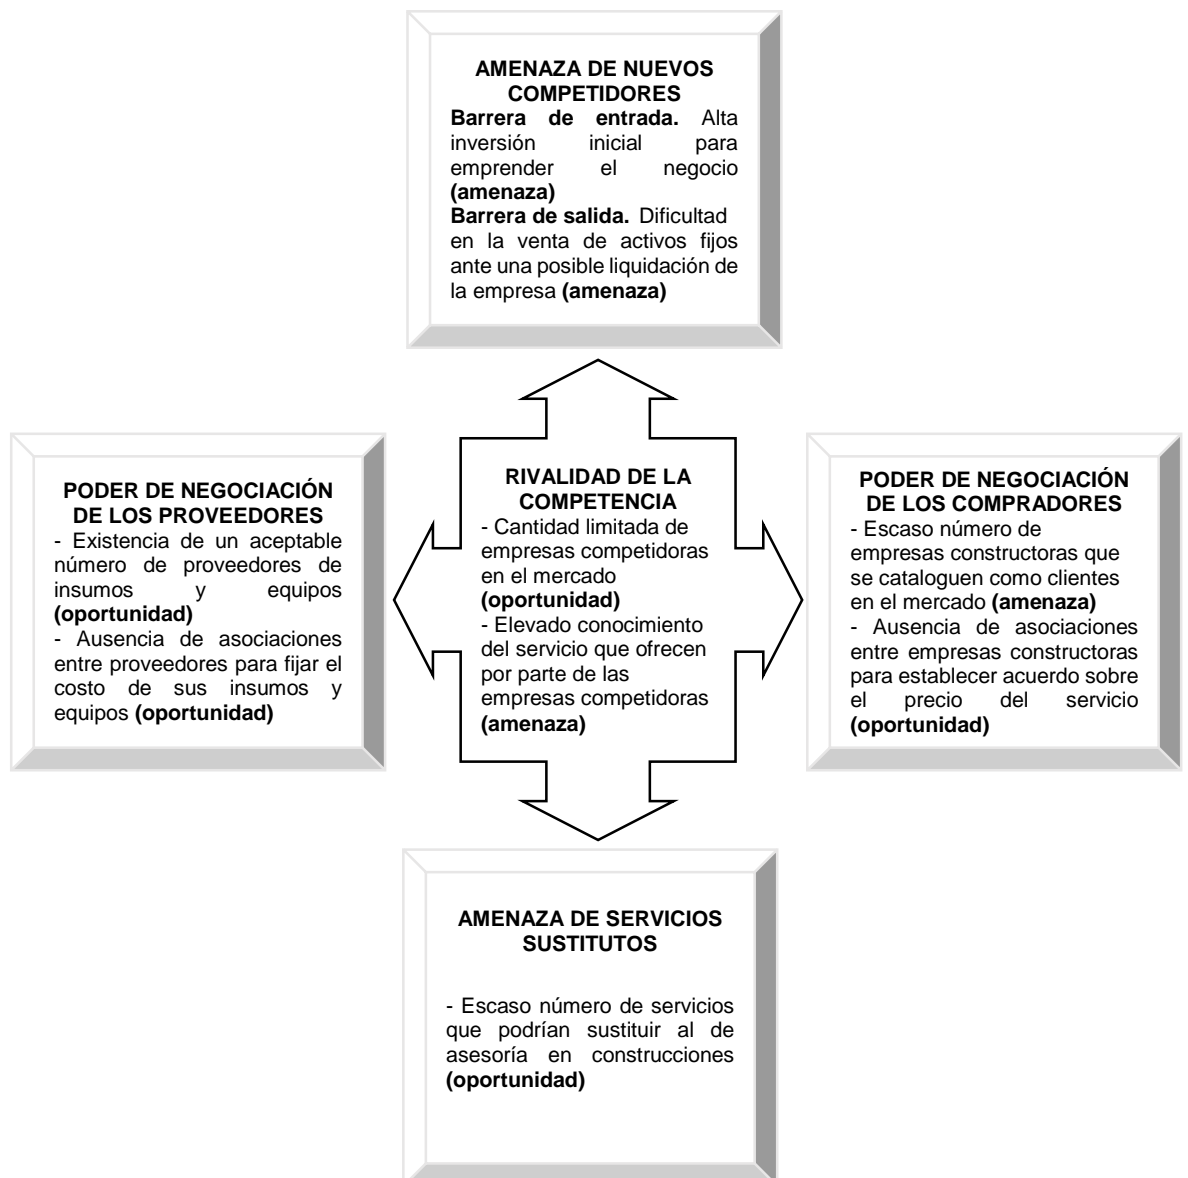 AMENAZA DE NUEVOS
COMPETIDORES
Barrera de entrada. Alta
inversión inicial para
emprender el negocio
(amenaza)
Barrera de salida. Dificultad
en la venta de activos fijos
ante una posible liquidación de
la empresa (amenaza)
PODER DE NEGOCIACIÓN
DE LOS PROVEEDORES
- Existencia de un aceptable
número de proveedores de
insumos y equipos
(oportunidad)
- Ausencia de asociaciones
entre proveedores para fijar el
costo de sus insumos y
equipos (oportunidad)
RIVALIDAD DE LA
COMPETENCIA
- Cantidad limitada de
empresas competidoras
en el mercado
(oportunidad)
- Elevado conocimiento
del servicio que ofrecen
por parte de las
empresas competidoras
(amenaza)
PODER DE NEGOCIACIÓN
DE LOS COMPRADORES
- Escaso número de
empresas constructoras que
se cataloguen como clientes
en el mercado (amenaza)
- Ausencia de asociaciones
entre empresas constructoras
para establecer acuerdo sobre
el precio del servicio
(oportunidad)
AMENAZA DE SERVICIOS
SUSTITUTOS
- Escaso número de servicios
que podrían sustituir al de
asesoría en construcciones
(oportunidad)